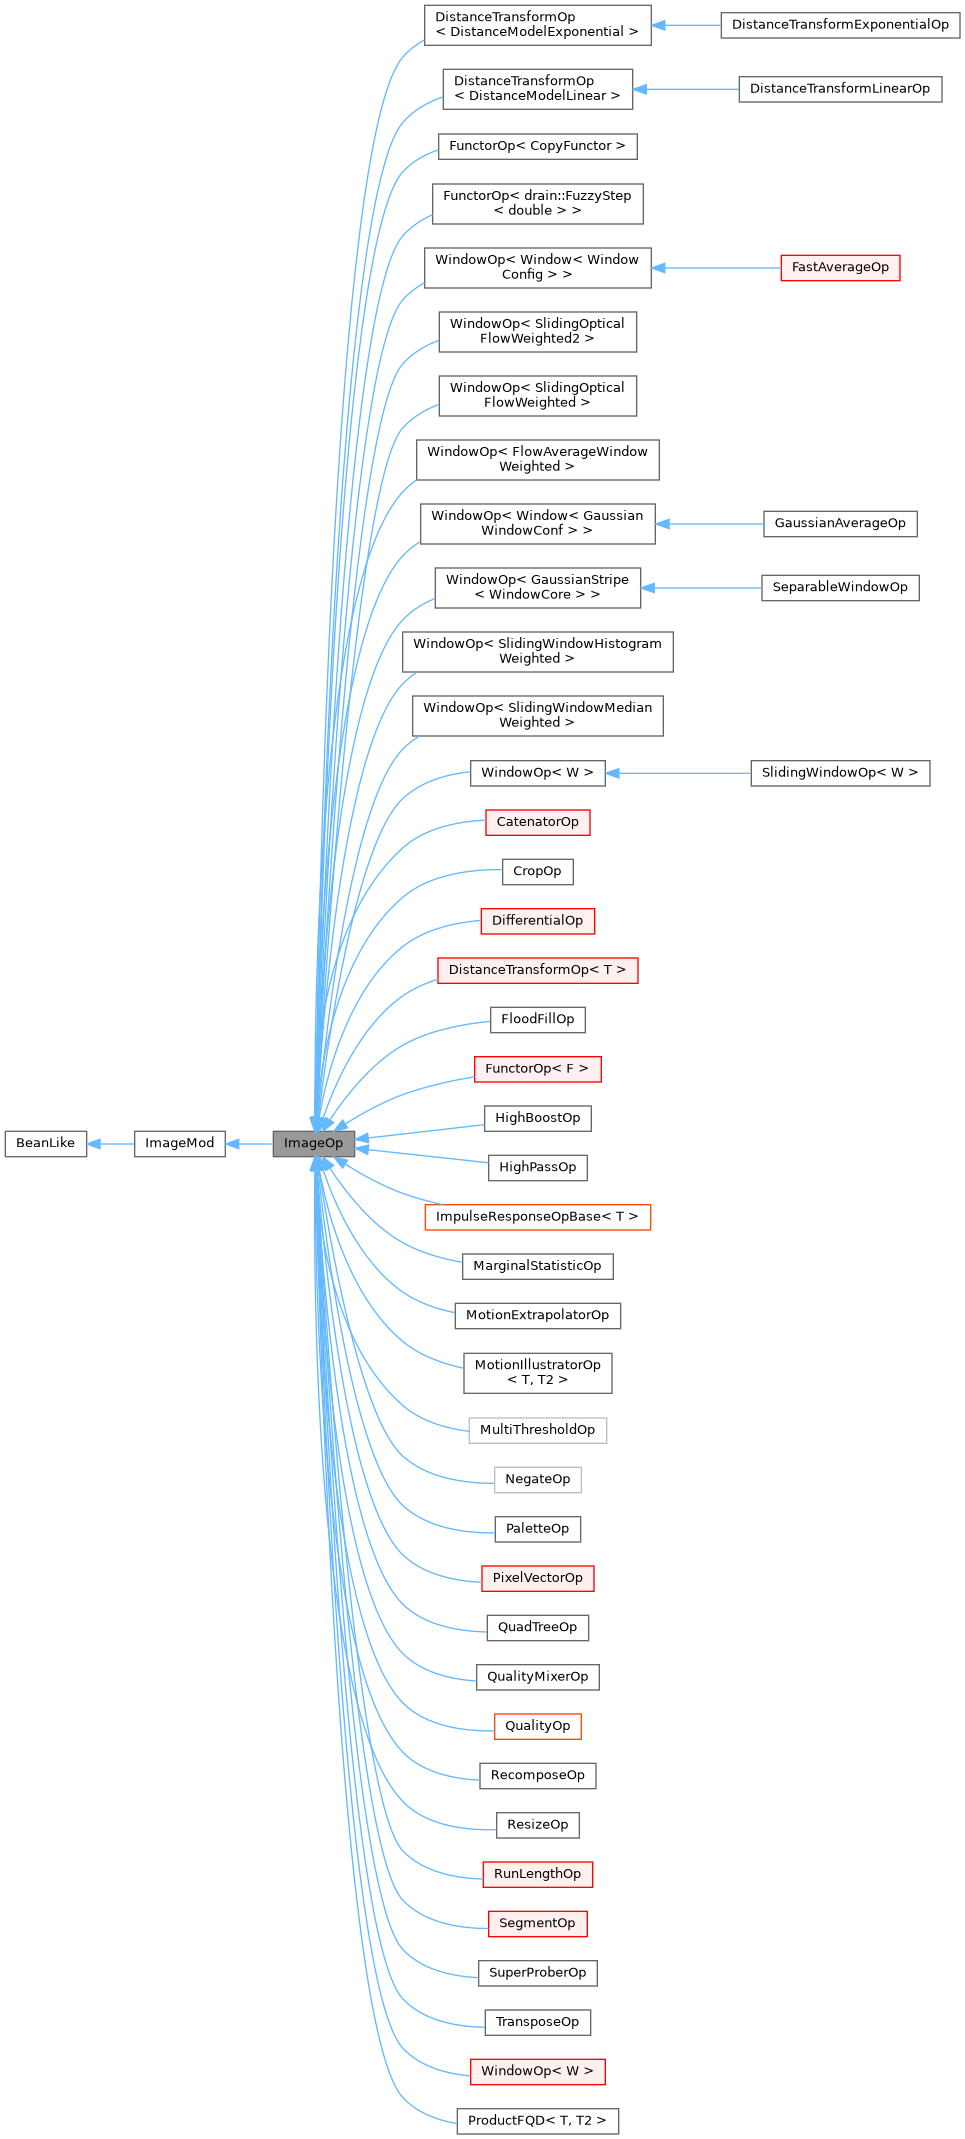 DistanceTransformOp
< DistanceModelExponential >
DistanceTransformExponentialOp
DistanceTransformOp
< DistanceModelLinear >
DistanceTransformLinearOp
FunctorOp< CopyFunctor >
FunctorOp< drain::FuzzyStep
< double > >
WindowOp< Window< Window
Config > >
FastAverageOp
WindowOp< SlidingOptical
FlowWeighted2 >
WindowOp< SlidingOptical
FlowWeighted >
WindowOp< FlowAverageWindow
Weighted >
WindowOp< Window< Gaussian
WindowConf > >
GaussianAverageOp
WindowOp< GaussianStripe
< WindowCore > >
SeparableWindowOp
WindowOp< SlidingWindowHistogram
Weighted >
WindowOp< SlidingWindowMedian
Weighted >
WindowOp< W >
SlidingWindowOp< W >
CatenatorOp
CropOp
DifferentialOp
DistanceTransformOp< T >
FloodFillOp
FunctorOp< F >
HighBoostOp
BeanLike
ImageMod
ImageOp
HighPassOp
ImpulseResponseOpBase< T >
MarginalStatisticOp
MotionExtrapolatorOp
MotionIllustratorOp
< T, T2 >
MultiThresholdOp
NegateOp
PaletteOp
PixelVectorOp
QuadTreeOp
QualityMixerOp
QualityOp
RecomposeOp
ResizeOp
RunLengthOp
SegmentOp
SuperProberOp
TransposeOp
WindowOp< W >
ProductFQD< T, T2 >